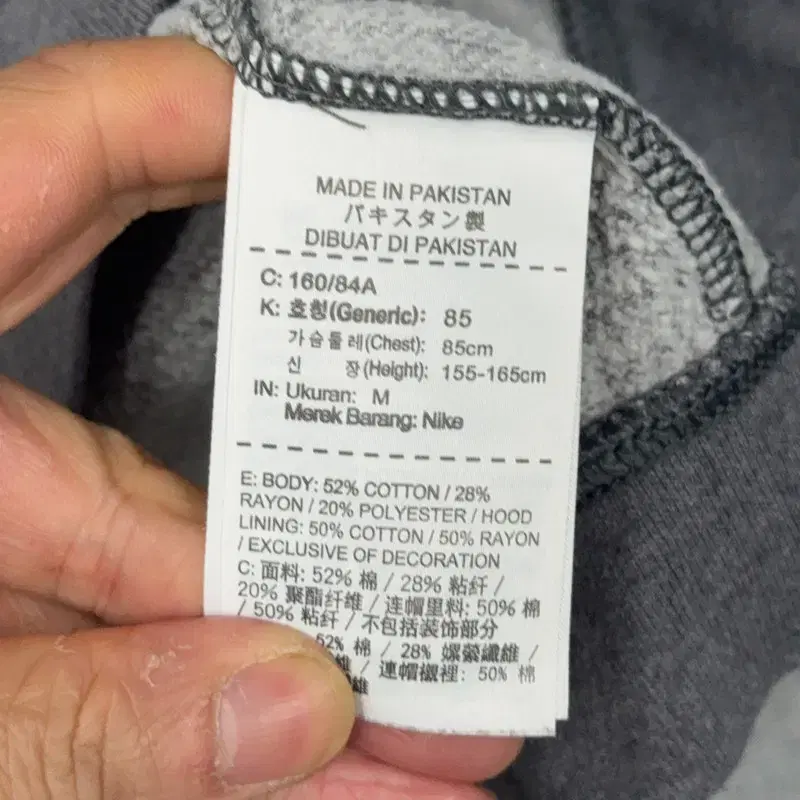 MADE IN PAKISTAN
パキスタン製
DIBUAT DI PAKISTAN
C: 160/84A
K: 호칭(Generic): 85
가슴둘레(Chest): 85cm
신 장(Height): 155-165cm
IN: Ukuran: M
Merek Barang: Nike
E: BODY: 52% COTTON / 28%
RAYON / 20% POLYESTER / HOOD
LINING: 50% COTTON / 50% RAYON
/ EXCLUSIVE OF DECORATION
C: 面料: 52% 棉 / 28% 粘纤 /
20% 聚酯纤维 / 连帽里料: 50% 棉
/ 50% 粘纤 / 不包括装饰部分
52% 棉 / 28% 嫘縈纖維 /
維 / 連帽襯裡: 50% 棉
維